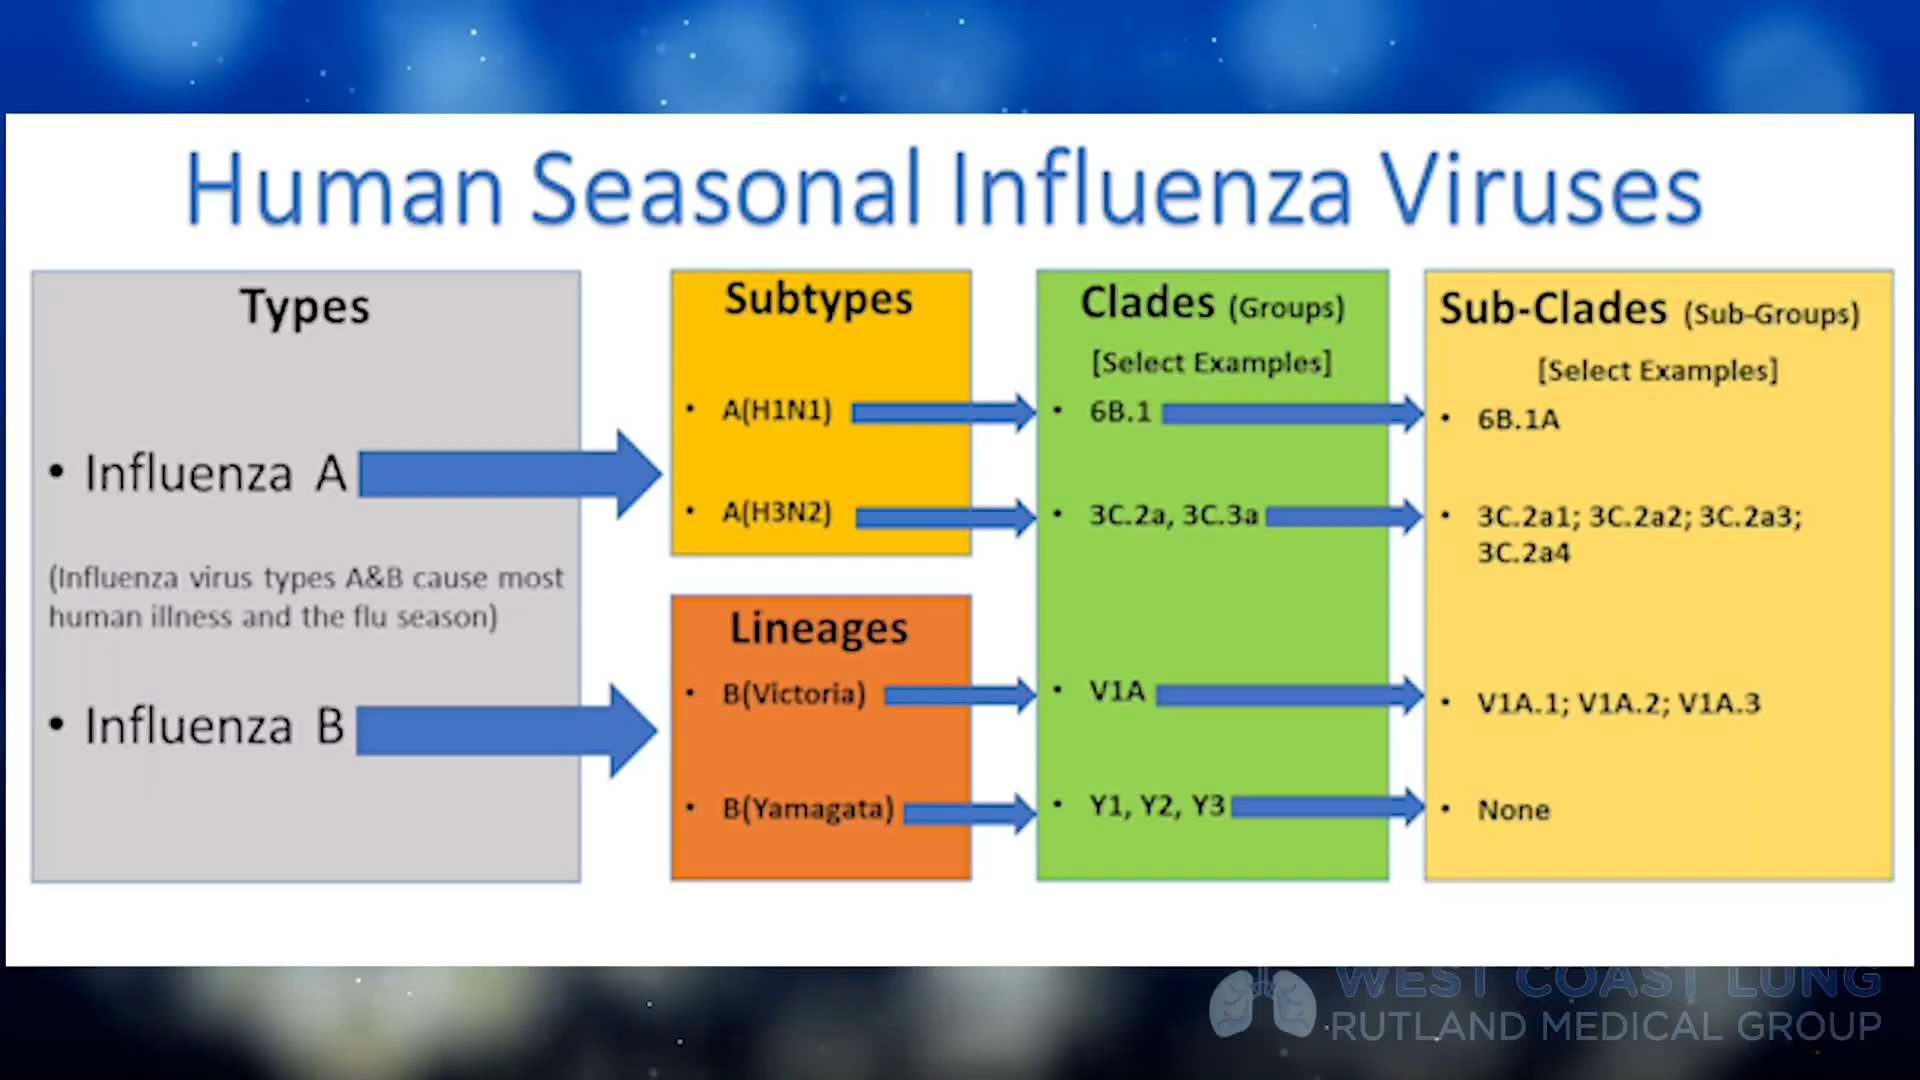 Human Seasonal Influenza Viruses
Types
• Influenza A
(Influenza virus types A&B cause most
human illness and the flu season)
• Influenza B
Subtypes
• A(H1N1)
• A(H3N2)
Lineages
• B(Victoria)
• B(Yamagata)
Clades (Groups)
[Select Examples]
• 6B.1
• 3C.2a, 3C.3a
• V1A
• Y1, Y2, Y3
Sub-Clades (Sub-Groups)
[Select Examples]
• 6B.1A
• 3C.2a1; 3C.2a2; 3C.2a3;
3C.2a4
• V1A.1; V1A.2; V1A.3
• None
WEST COAST LUNG
RUTLAND MEDICAL GROUP